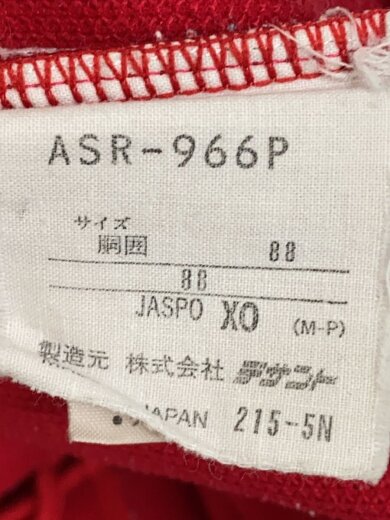 ASR-966P
サイズ
胴囲 88
88
JASPO XO (M-P)
製造元 株式会社 デサント
JAPAN 215-5N